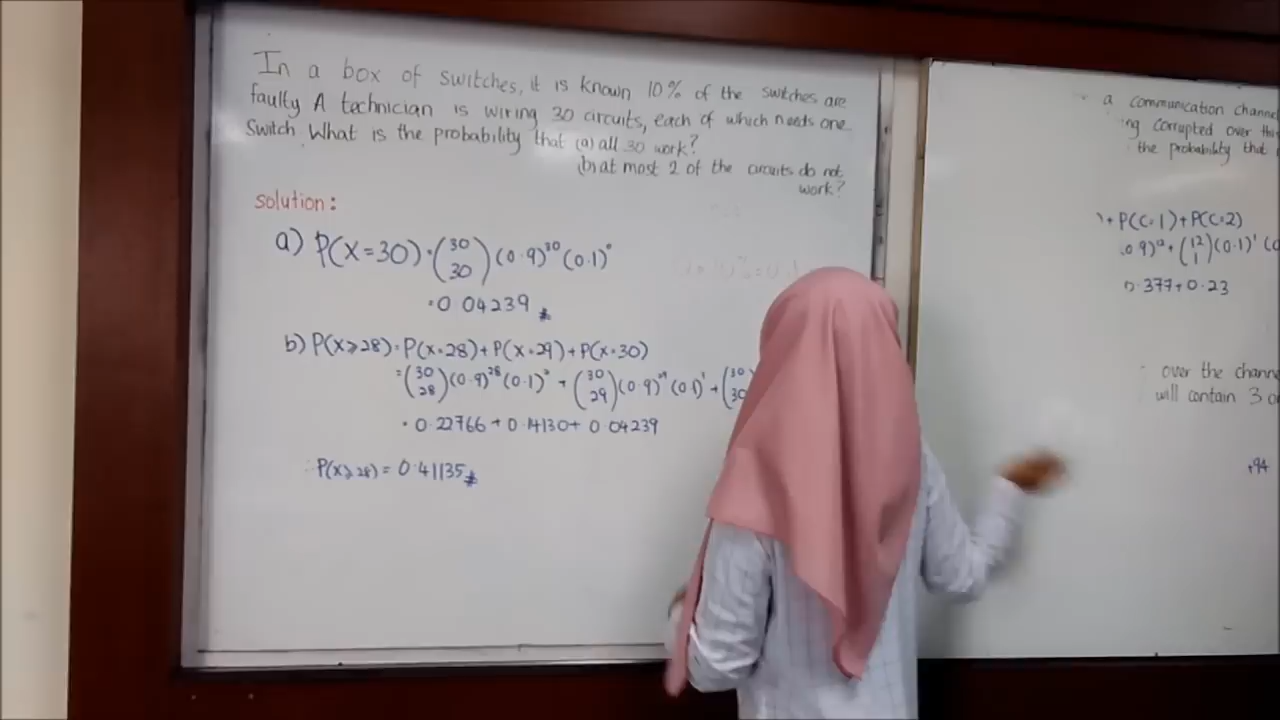 In a box of switches, it is known 10% of the switches are
faulty A technician is wiring 30 circuits, each of which needs one
Switch. What is the probability that (a) all 30 work?
(b) at most 2 of the circuits do not
work?
solution:
a) P(X=30) = (30 30) (0.9)^30 (0.1)^0
= 0.04239
b) P(X≥28) = P(X=28) + P(X=29) + P(X=30)
= (30 28) (0.9)^28 (0.1)^2 + (30 29) (0.9)^29 (0.1)^1 + (30 30
= 0.22766 + 0.14130 + 0.04239
P(X≥28) = 0.41135
a communication channe
ng corrupted over th
the probability that
) + P(C=1) + P(C=2)
0.9)^12 + (12 1) (0.1)^1 (0
0.377 + 0.23
over the channe
will contain 3 o